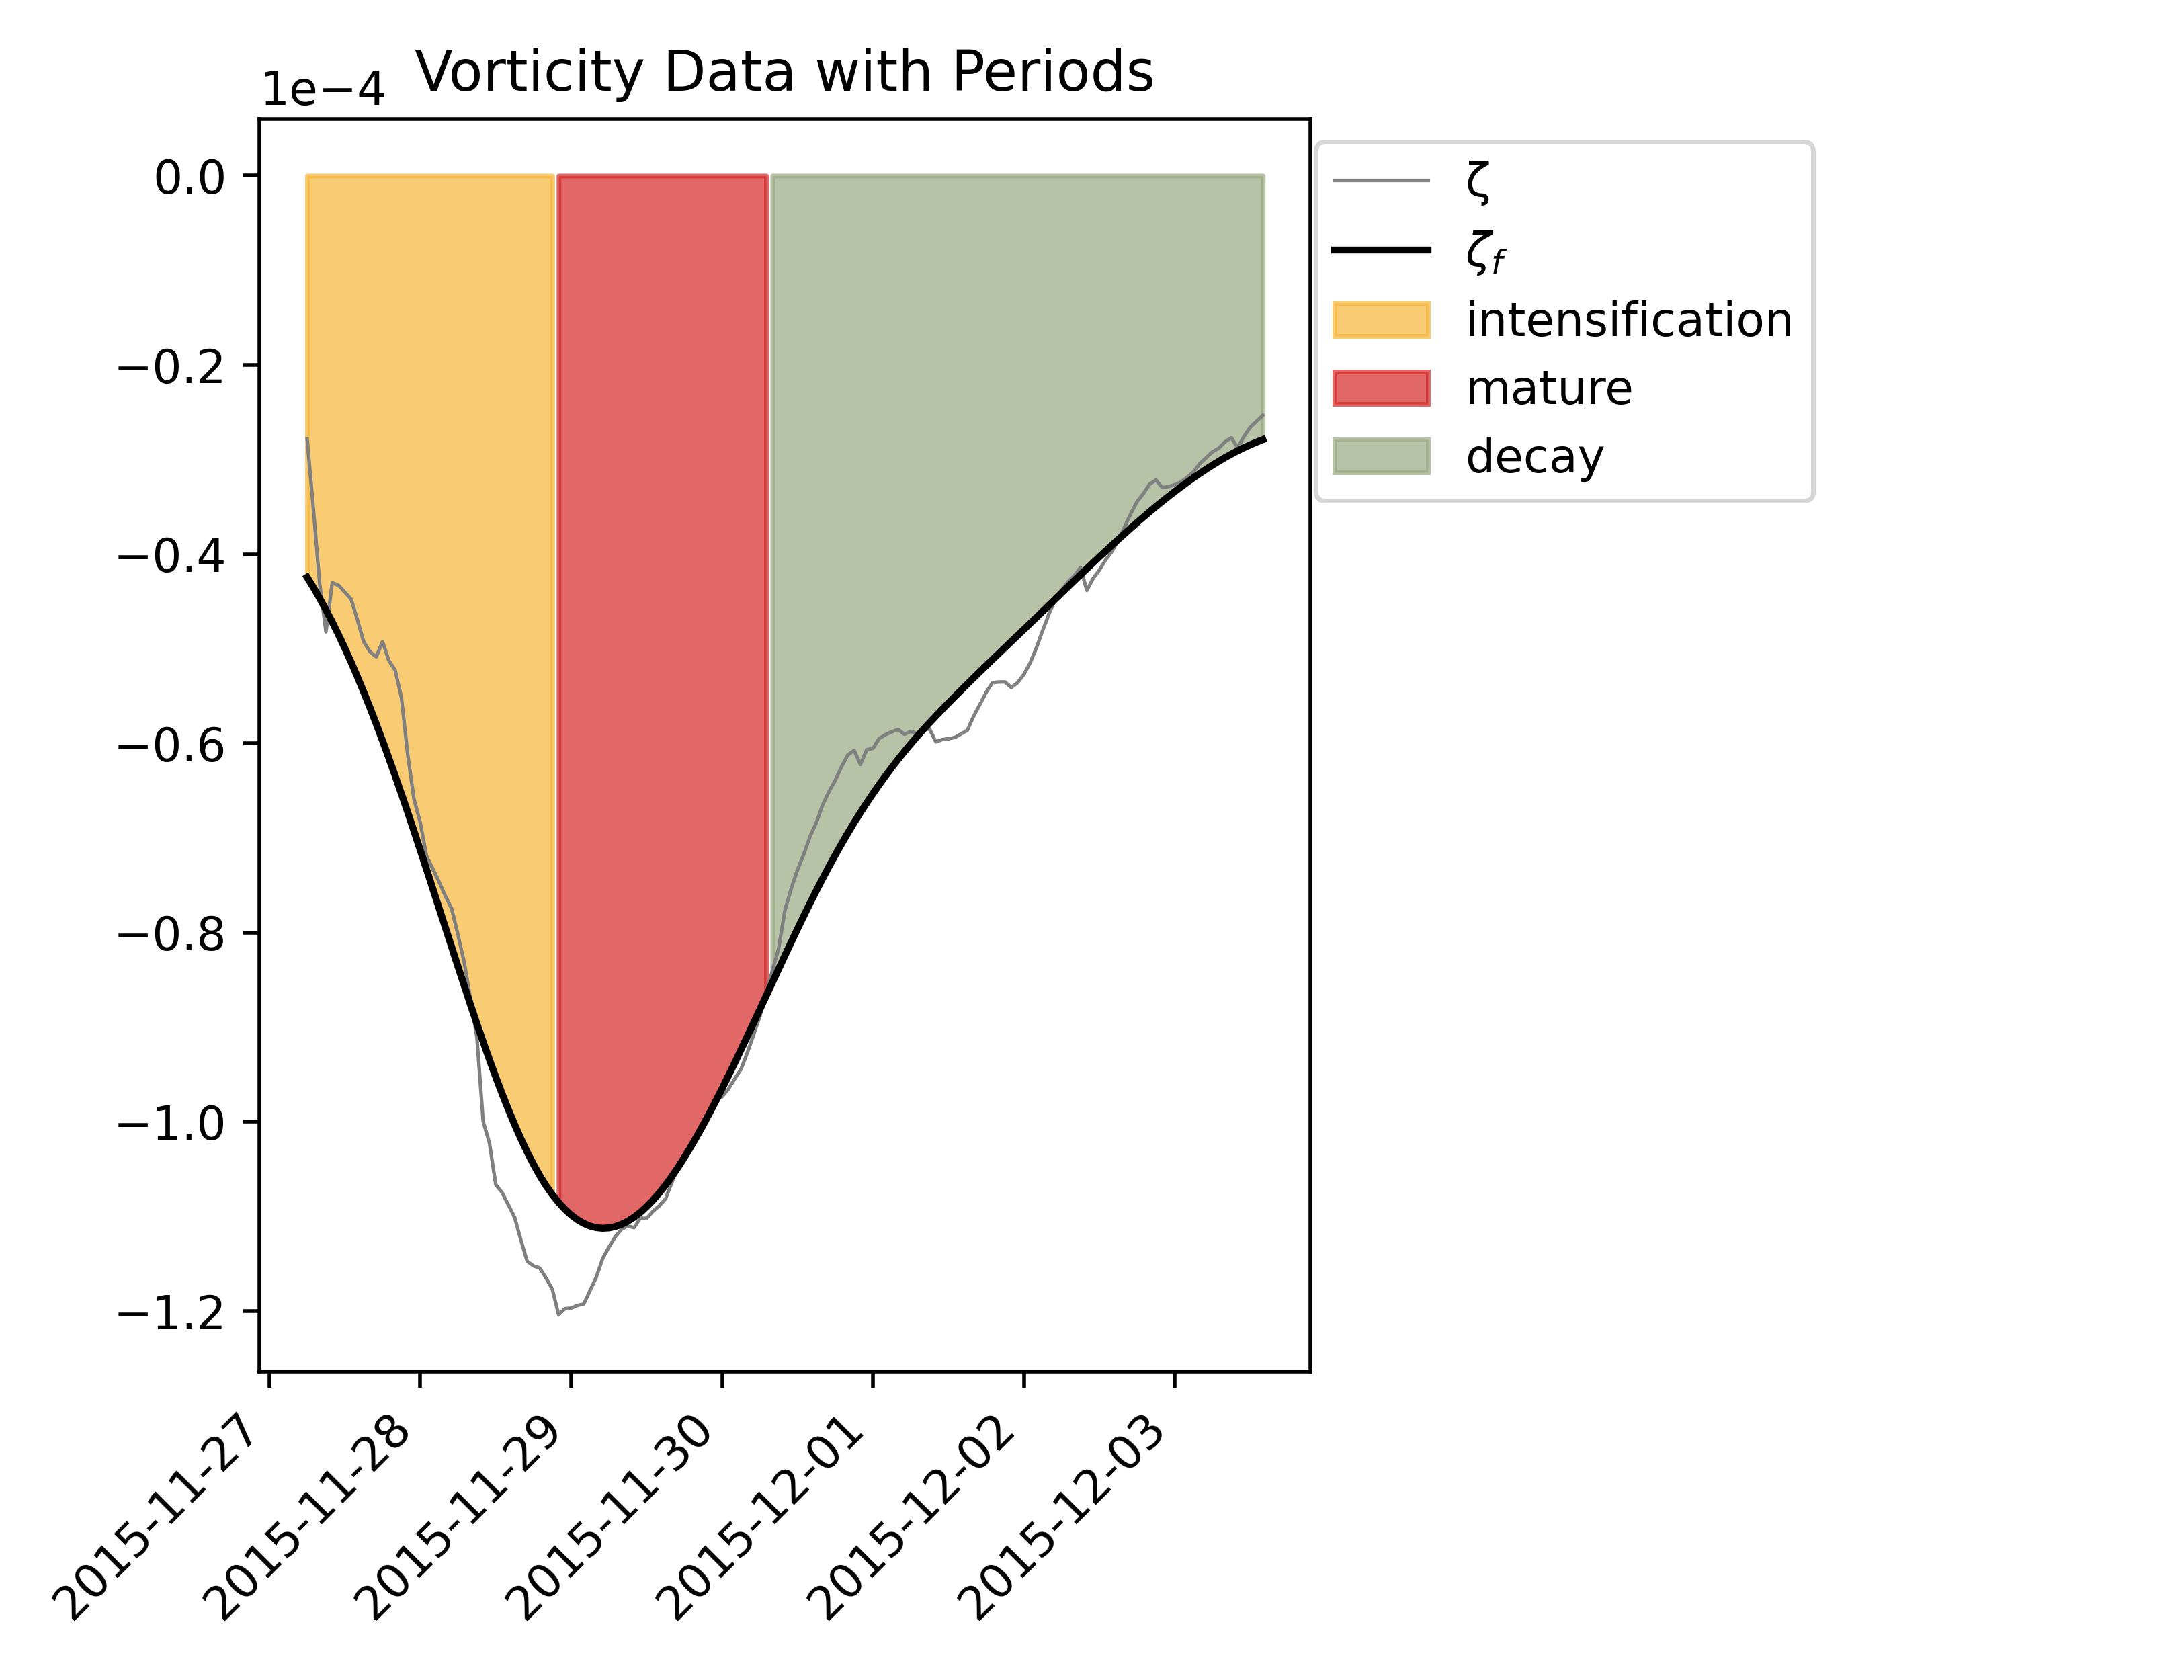 Vorticity Data with Periods
1e−4
0.0
−0.2
−0.4
−0.6
−0.8
−1.0
−1.2
2015-11-27
2015-11-28
2015-11-29
2015-11-30
2015-12-01
2015-12-02
2015-12-03
ζ
ζf
intensification
mature
decay